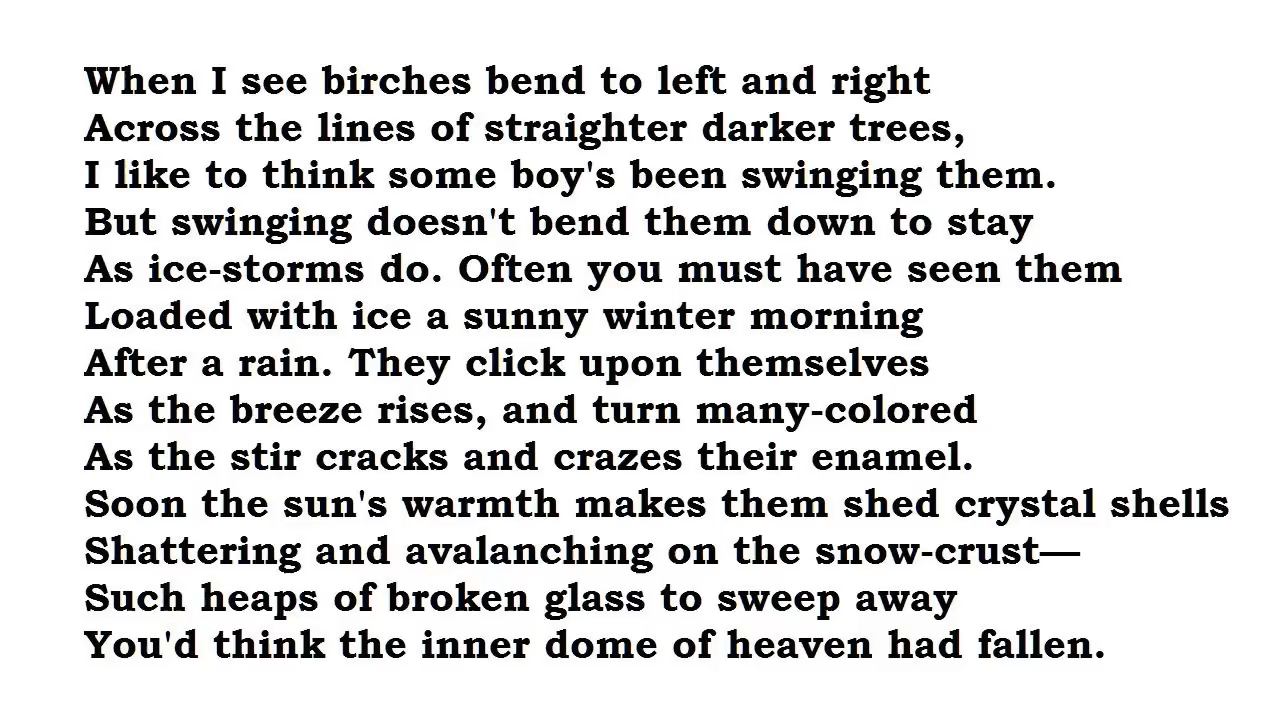 When I see birches bend to left and right
Across the lines of straighter darker trees,
I like to think some boy's been swinging them.
But swinging doesn't bend them down to stay
As ice-storms do. Often you must have seen them
Loaded with ice a sunny winter morning
After a rain. They click upon themselves
As the breeze rises, and turn many-colored
As the stir cracks and crazes their enamel.
Soon the sun's warmth makes them shed crystal shells
Shattering and avalanching on the snow-crust—
Such heaps of broken glass to sweep away
You'd think the inner dome of heaven had fallen.